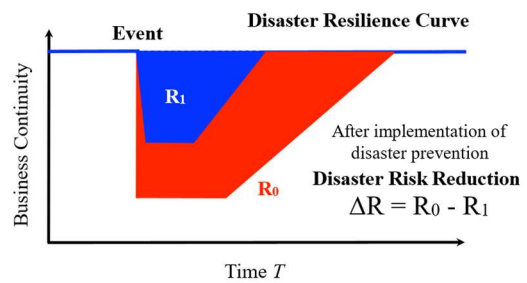 Disaster Resilience Curve
Event
Business Continuity
R₁
R₀
After implementation of
disaster prevention
Disaster Risk Reduction
ΔR = R₀ - R₁
Time T